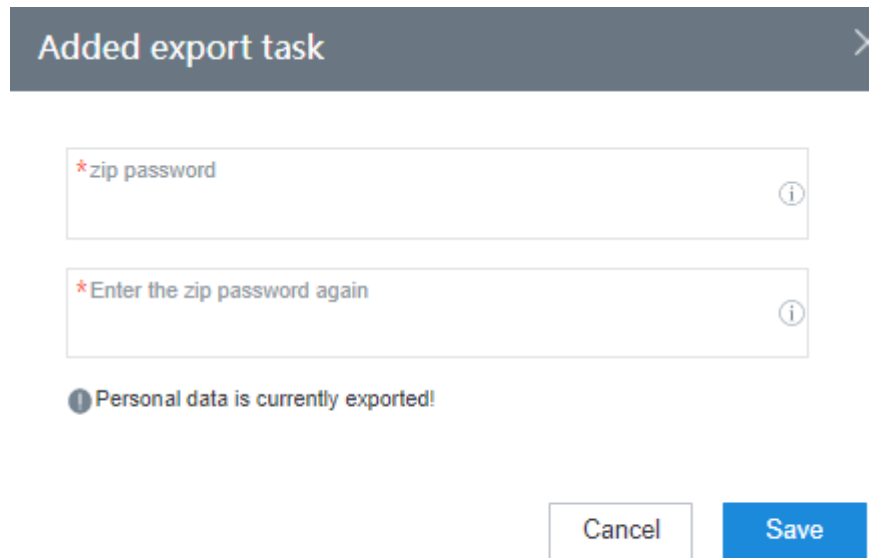 Added export task
*zip password
*Enter the zip password again
Personal data is currently exported!
Cancel Save